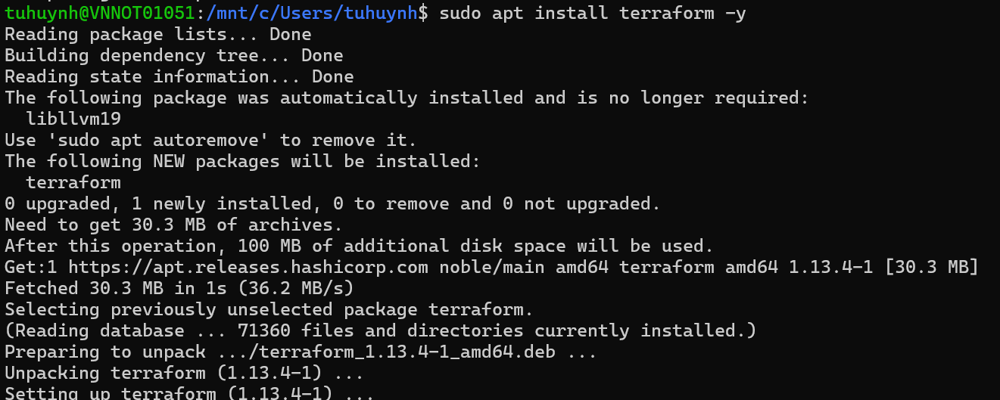 tuhuynh@VNNOT01051:/mnt/c/Users/tuhuynh$ sudo apt install terraform -y
Reading package lists... Done
Building dependency tree... Done
Reading state information... Done
The following package was automatically installed and is no longer required:
  libllvm19
Use 'sudo apt autoremove' to remove it.
The following NEW packages will be installed:
  terraform
0 upgraded, 1 newly installed, 0 to remove and 0 not upgraded.
Need to get 30.3 MB of archives.
After this operation, 100 MB of additional disk space will be used.
Get:1 https://apt.releases.hashicorp.com noble/main amd64 terraform amd64 1.13.4-1 [30.3 MB]
Fetched 30.3 MB in 1s (36.2 MB/s)
Selecting previously unselected package terraform.
(Reading database ... 71360 files and directories currently installed.)
Preparing to unpack .../terraform_1.13.4-1_amd64.deb ...
Unpacking terraform (1.13.4-1) ...
Setting up terraform (1.13.4-1) ...